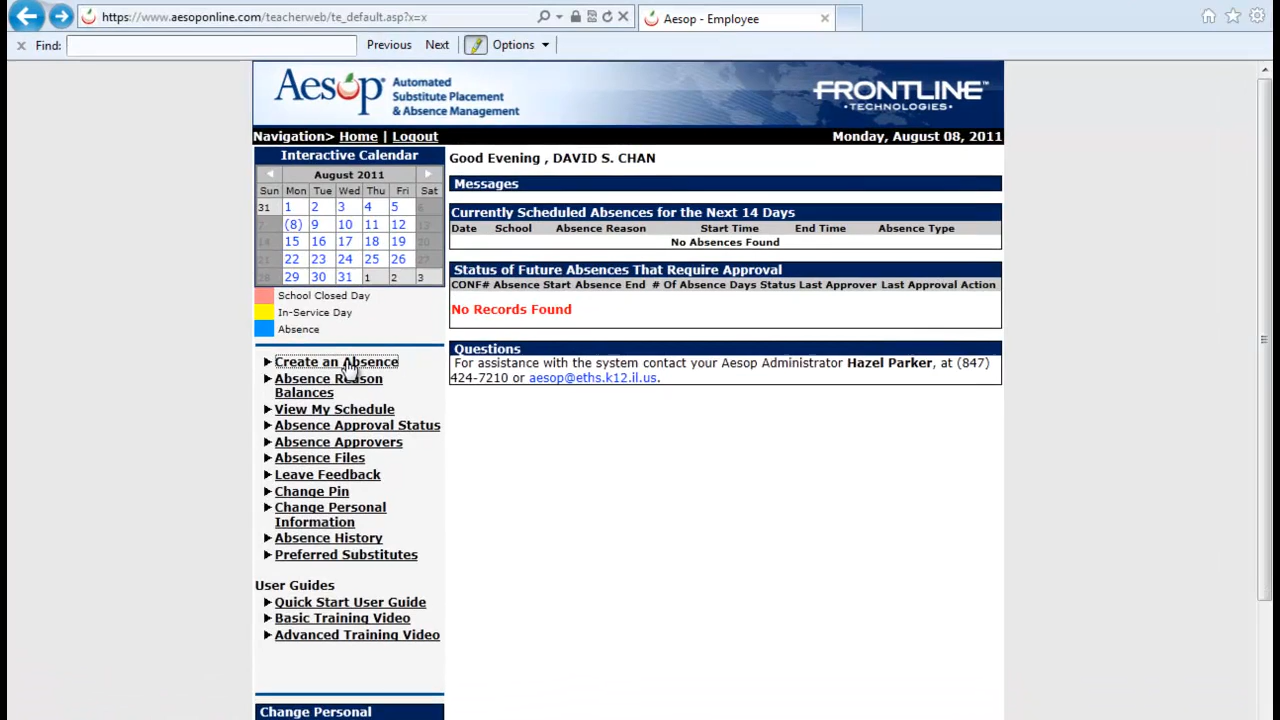 https://www.aesoponline.com/teacherweb/te_default.asp?x=x
Aesop - Employee
Find:
Previous Next Options
Aesop
Automated
Substitute Placement
& Absence Management
FRONTLINE
TECHNOLOGIES
Navigation> Home | Logout
Monday, August 08, 2011
Interactive Calendar
August 2011
Sun Mon Tue Wed Thu Fri Sat
31 1 2 3 4 5 6
7 (8) 9 10 11 12 13
14 15 16 17 18 19 20
21 22 23 24 25 26 27
28 29 30 31 1 2 3
School Closed Day
In-Service Day
Absence
Create an Absence
Absence Reason
Balances
View My Schedule
Absence Approval Status
Absence Approvers
Absence Files
Leave Feedback
Change Pin
Change Personal
Information
Absence History
Preferred Substitutes
User Guides
Quick Start User Guide
Basic Training Video
Advanced Training Video
Change Personal
Good Evening , DAVID S. CHAN
Messages
Currently Scheduled Absences for the Next 14 Days
Date School Absence Reason Start Time End Time Absence Type
No Absences Found
Status of Future Absences That Require Approval
CONF# Absence Start Absence End # Of Absence Days Status Last Approver Last Approval Action
No Records Found
Questions
For assistance with the system contact your Aesop Administrator Hazel Parker, at (847)
424-7210 or aesop@eths.k12.il.us.